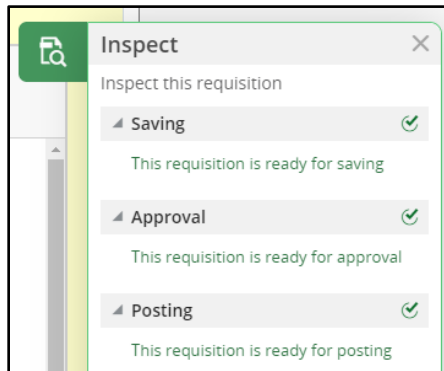 Inspect
Inspect this requisition
Saving
This requisition is ready for saving
Approval
This requisition is ready for approval
Posting
This requisition is ready for posting